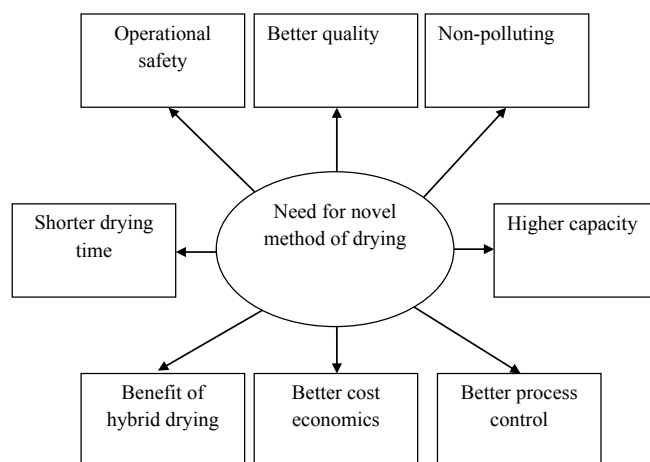 Operational
safety
Better quality
Non-polluting
Need for novel
method of drying
Shorter drying
time
Higher capacity
Benefit of
hybrid drying
Better cost
economics
Better process
control